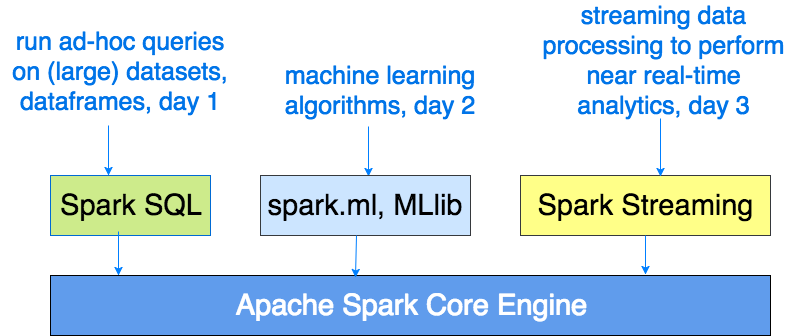 run ad-hoc queries
on (large) datasets,
dataframes, day 1
machine learning
algorithms, day 2
streaming data
processing to perform
near real-time
analytics, day 3
Spark SQL
spark.ml, MLlib
Spark Streaming
Apache Spark Core Engine